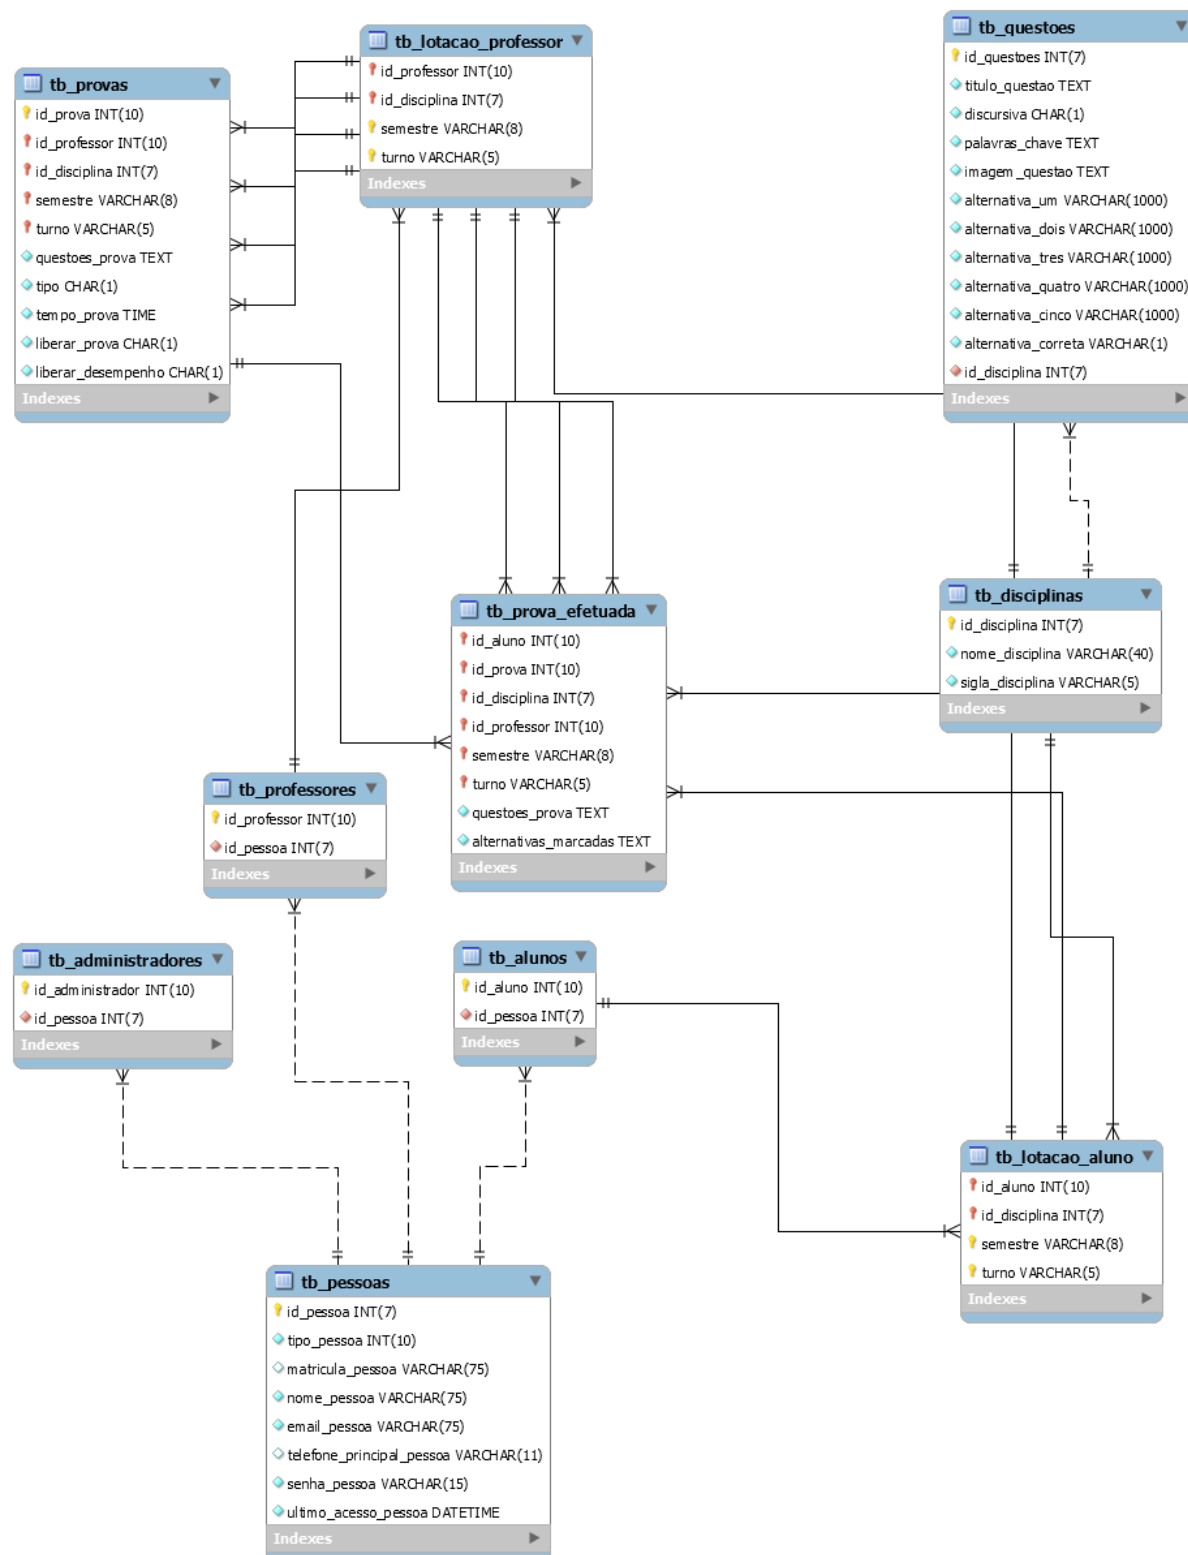 tb_lotacao_professor
id_professor INT(10)
id_disciplina INT(7)
semestre VARCHAR(8)
turno VARCHAR(5)
Indexes
tb_questoes
id_questoes INT(7)
titulo_questao TEXT
discursiva CHAR(1)
palavras_chave TEXT
imagem_questao TEXT
alternativa_um VARCHAR(1000)
alternativa_dois VARCHAR(1000)
alternativa_tres VARCHAR(1000)
alternativa_quatro VARCHAR(1000)
alternativa_cinco VARCHAR(1000)
alternativa_correta VARCHAR(1)
id_disciplina INT(7)
Indexes
tb_provas
id_prova INT(10)
id_professor INT(10)
id_disciplina INT(7)
semestre VARCHAR(8)
turno VARCHAR(5)
questoes_prova TEXT
tipo CHAR(1)
tempo_prova TIME
liberar_prova CHAR(1)
liberar_desempenho CHAR(1)
Indexes
tb_prova_efetuada
id_aluno INT(10)
id_prova INT(10)
id_disciplina INT(7)
id_professor INT(10)
semestre VARCHAR(8)
turno VARCHAR(5)
questoes_prova TEXT
alternativas_marcadas TEXT
Indexes
tb_disciplinas
id_disciplina INT(7)
nome_disciplina VARCHAR(40)
sigla_disciplina VARCHAR(5)
Indexes
tb_professores
id_professor INT(10)
id_pessoa INT(7)
Indexes
tb_administradores
id_administrador INT(10)
id_pessoa INT(7)
Indexes
tb_alunos
id_aluno INT(10)
id_pessoa INT(7)
Indexes
tb_lotacao_aluno
id_aluno INT(10)
id_disciplina INT(7)
semestre VARCHAR(8)
turno VARCHAR(5)
Indexes
tb_pessoas
id_pessoa INT(7)
tipo_pessoa INT(10)
matricula_pessoa VARCHAR(75)
nome_pessoa VARCHAR(75)
email_pessoa VARCHAR(75)
telefone_principal_pessoa VARCHAR(11)
senha_pessoa VARCHAR(15)
ultimo_acesso_pessoa DATETIME
Indexes